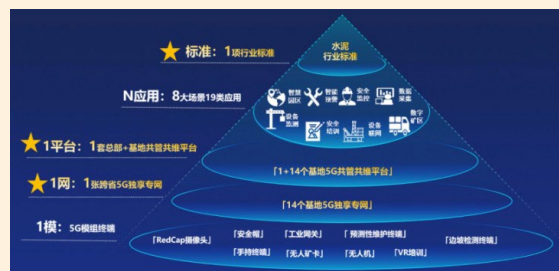 标准：1项行业标准
水泥
行业标准
N应用：8大场景19类应用
智慧园区
智能预警
安全监控
数据采集
设备监测
安全培训
设备联网
数字矿区
1平台：1套总部+基地共管共维平台
「1+14个基地5G共管共维平台」
1网：1张跨省5G独享专网
「14个基地5G独享专网」
1模：5G模组终端
「RedCap摄像头」
「安全帽」
「工业网关」
「预测性维护终端」
「边坡检测终端」
「手持终端」
「无人矿卡」
「无人机」
「VR培训」